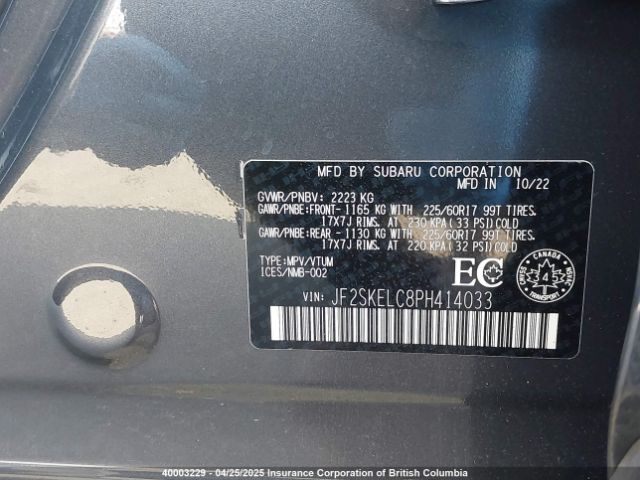 MFD BY SUBARU CORPORATION
MFD IN 10/22
GVWR/PNBV: 2223 KG
GAWR/PNBE:FRONT- 1165 KG WITH 225/60R17 99T TIRES.
17X7J RIMS. AT 230 KPA (33 PSI)COLD
GAWR/PNBE:REAR - 1130 KG WITH 225/60R17 99T TIRES.
17X7J RIMS. AT 220 KPA (32 PSI)COLD
TYPE:MPV/VTUM
ICES/NMB-002
EC
CANADA
TRANSPORT
45
VIN: JF2SKELC8PH414033
40003229 - 04/25/2025 Insurance Corporation of British Columbia